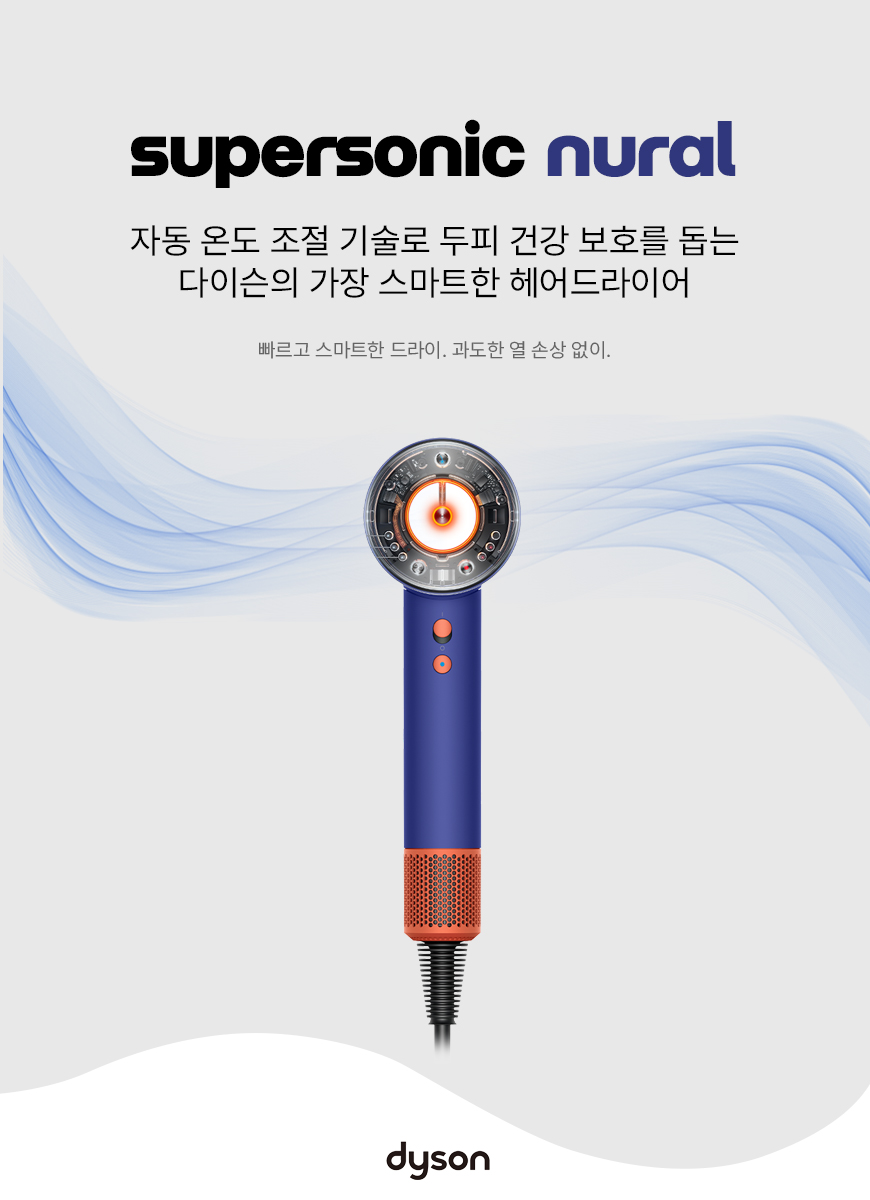 supersonic nural
자동 온도 조절 기술로 두피 건강 보호를 돕는
다이슨의 가장 스마트한 헤어드라이어
빠르고 스마트한 드라이. 과도한 열 손상 없이.
dyson